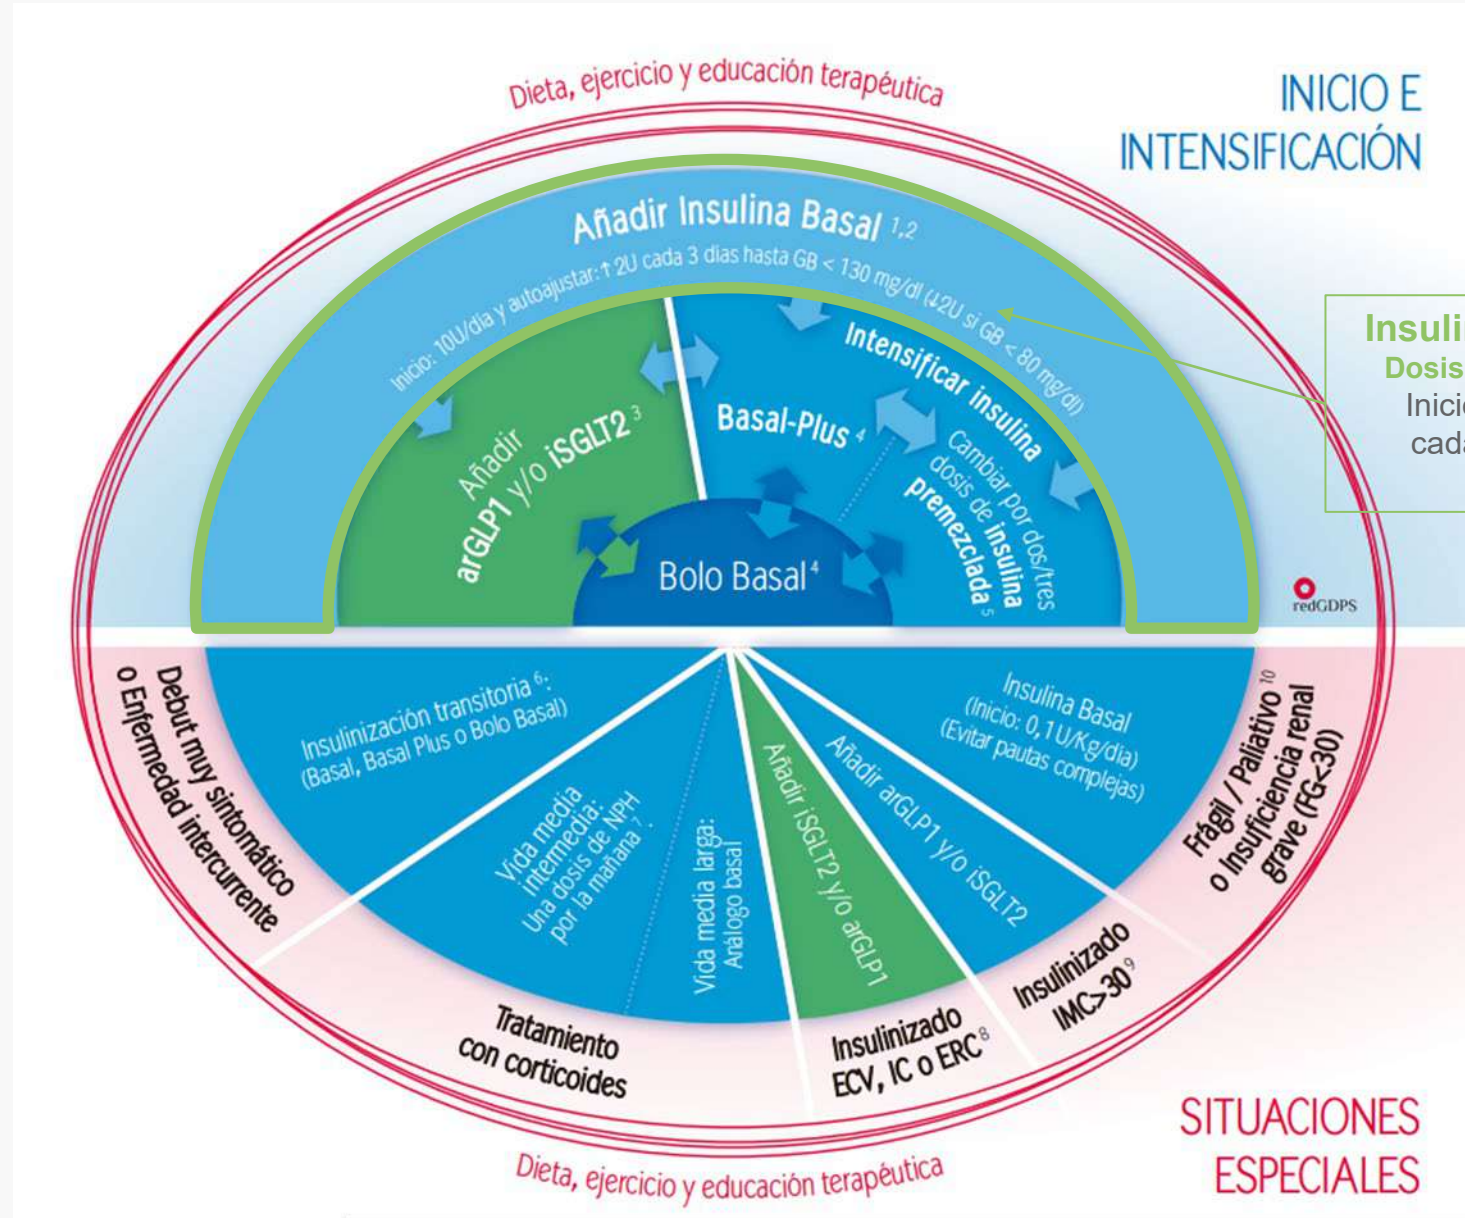 Dieta, ejercicio y educación terapéutica
INICIO E
INTENSIFICACIÓN
Añadir Insulina Basal 1,2
Inicio: 10U/día y autoajustar:↑ 2U cada 3 días hasta GB < 130 mg/dl (↓2U si GB < 80 mg/dl)
Dosis
Añadir
arGLP1 y/o iSGLT2 3
Intensificar insulina
Basal-Plus 4
Cambiar por dos/tres
dosis de insulina
premezclada 5
Bolo Basal 4
redGDPS
Debut muy sintomático
o Enfermedad intercurrente
Insulinización transitoria 6:
(Basal, Basal Plus o Bolo Basal)
Vida media
intermedia:
Una dosis de NPH
por la mañana 7.
Vida media larga:
Análogo basal
Añadir iSGLT2 y/o arGLP1
Añadir arGLP1 y/o iSGLT2
Insulina Basal
(Inicio: 0,1U/Kg/día)
(Evitar pautas complejas)
Frágil / Paliativo 10
o Insuficiencia renal
grave (FG<30)
Tratamiento
con corticoides
Insulinizado
ECV, IC o ERC 8
Insulinizado
IMC>30 9
SITUACIONES
ESPECIALES
Dieta, ejercicio y educación terapéutica